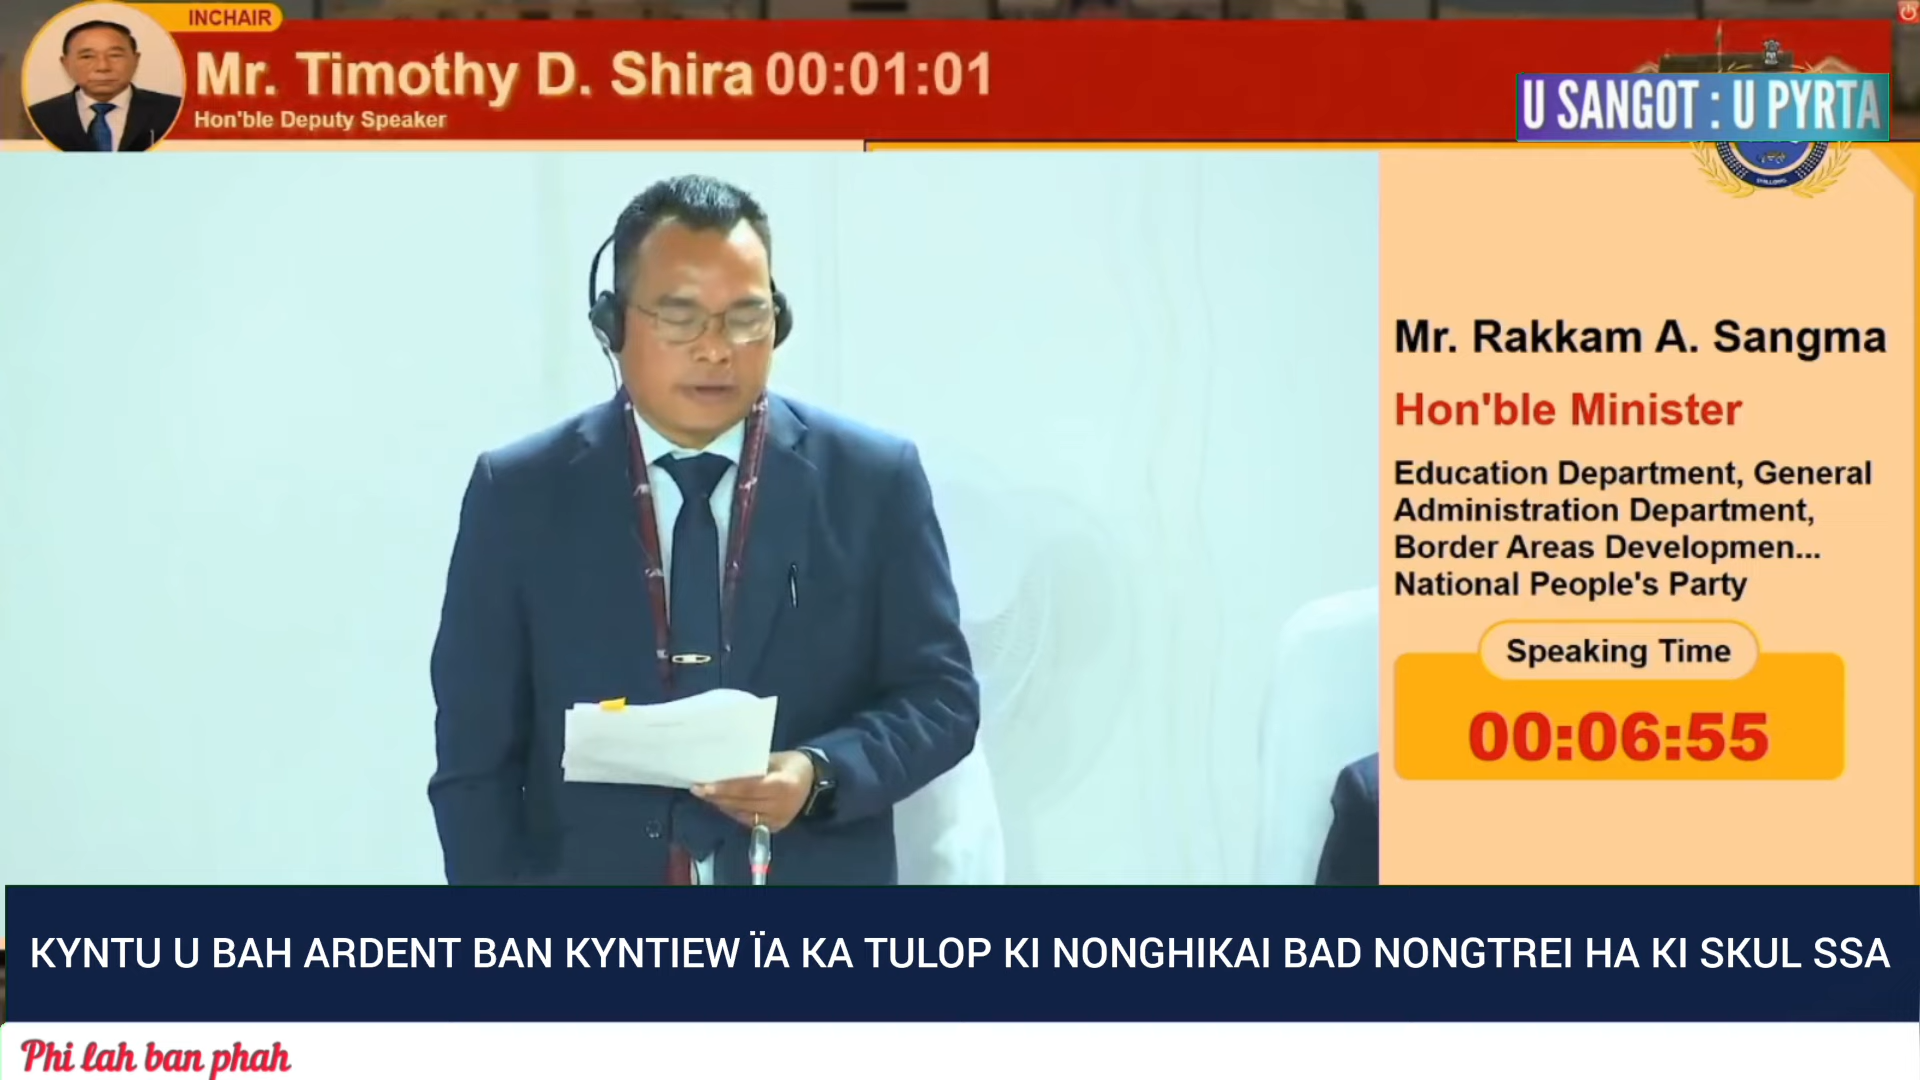 INCHAIR
Mr. Timothy D. Shira 00:01:01
Hon'ble Deputy Speaker
U SANGOT : U PYRTA
Mr. Rakkam A. Sangma
Hon'ble Minister
Education Department, General
Administration Department,
Border Areas Developmen...
National People's Party
Speaking Time
00:06:55
KYNTU U BAH ARDENT BAN KYNTIEW ÏA KA TULOP KI NONGHIKAI BAD NONGTREI HA KI SKUL SSA
Phi lah ban phah